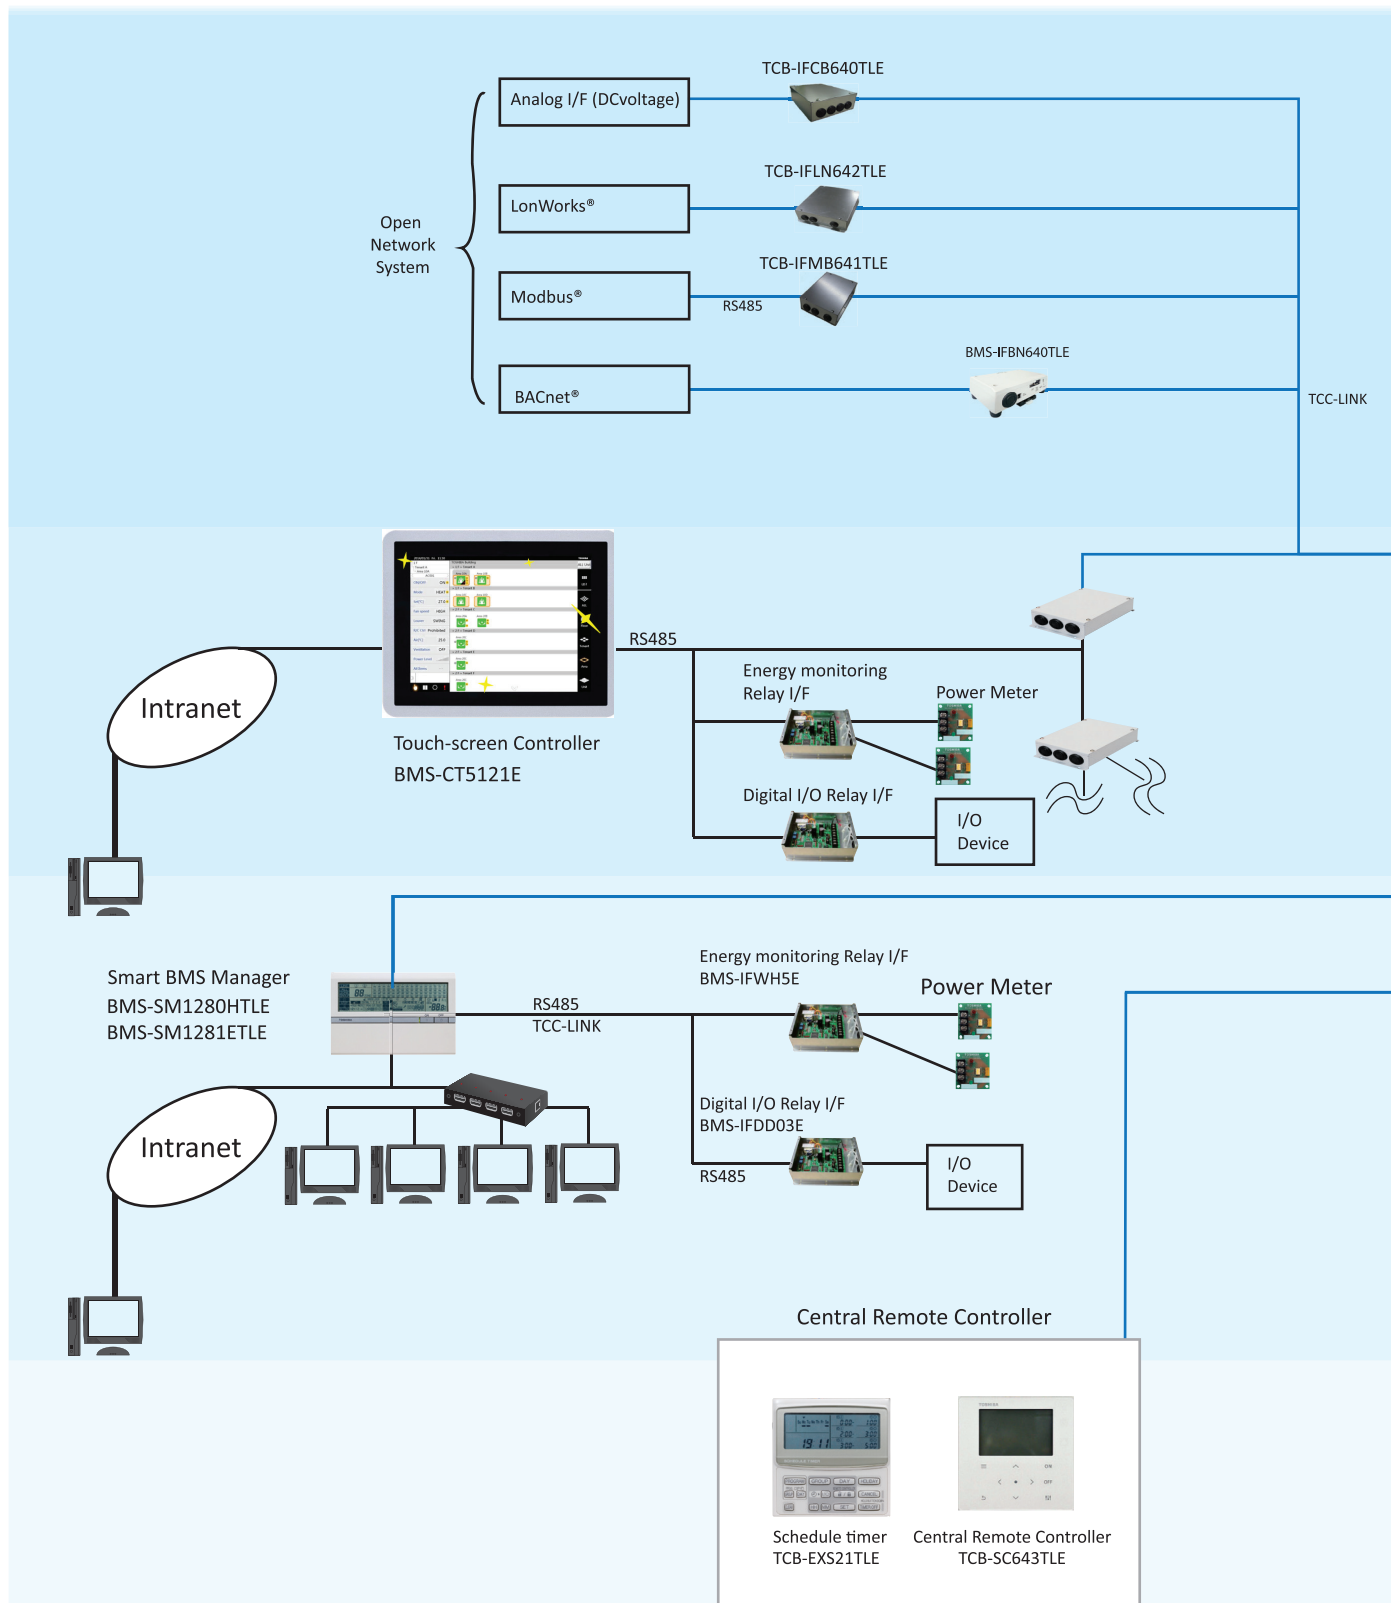 TCB-IFCB640TLE
Analog I/F (DCvoltage)
TCB-IFLN642TLE
LonWorks®
Open
Network
System
TCB-IFMB641TLE
Modbus®
RS485
BMS-IFBN640TLE
BACnet®
TCC-LINK
RS485
Energy monitoring
Relay I/F
Power Meter
Intranet
Touch-screen Controller
BMS-CT5121E
Digital I/O Relay I/F
I/O
Device
Energy monitoring Relay I/F
BMS-IFWH5E
Smart BMS Manager
BMS-SM1280HTLE
BMS-SM1281ETLE
Power Meter
RS485
TCC-LINK
Digital I/O Relay I/F
BMS-IFDD03E
Intranet
RS485
I/O
Device
Central Remote Controller
Schedule timer
TCB-EXS21TLE
Central Remote Controller
TCB-SC643TLE